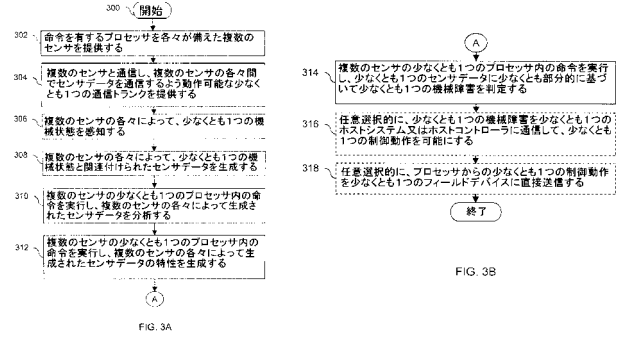 300
開始
302
命令を有するプロセッサを各々が備えた複数の
センサを提供する
304
複数のセンサと通信し、複数のセンサの各々間
でセンサデータを通信するよう動作可能な少なく
とも1つの通信トランクを提供する
306
複数のセンサの各々によって、少なくとも1つの機
械状態を感知する
308
複数のセンサの各々によって、少なくとも1つの機
械状態と関連付けられたセンサデータを生成する
310
複数のセンサの少なくとも1つのプロセッサ内の命
令を実行し、複数のセンサの各々によって生成
されたセンサデータを分析する
312
複数のセンサの少なくとも1つのプロセッサ内の
命令を実行し、複数のセンサの各々によって生
成されたセンサデータの特性を生成する
A
FIG. 3A
A
314
複数のセンサの少なくとも1つのプロセッサ内の命令を実行
し、少なくとも1つのセンサデータに少なくとも部分的に基づ
いて少なくとも1つの機械障害を判定する
316
任意選択的に、少なくとも1つの機械障害を少なくとも1つの
ホストシステム又はホストコントローラに通信して、少なくとも
1つの制御動作を可能にする
318
任意選択的に、プロセッサからの少なくとも1つの制御動作
を少なくとも1つのフィールドデバイスに直接送信する
終了
FIG. 3B